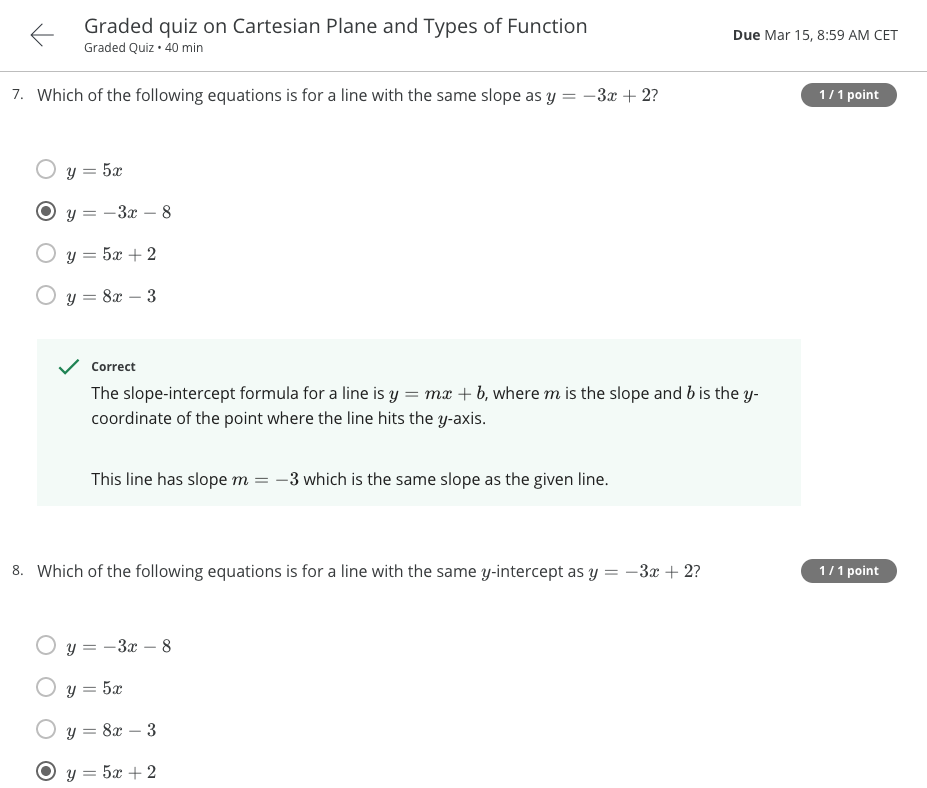 Graded quiz on Cartesian Plane and Types of Function
Graded Quiz • 40 min
Due Mar 15, 8:59 AM CET
7. Which of the following equations is for a line with the same slope as y = −3x + 2?
1 / 1 point
y = 5x
y = −3x − 8
y = 5x + 2
y = 8x − 3
Correct
The slope-intercept formula for a line is y = mx + b, where m is the slope and b is the y-
coordinate of the point where the line hits the y-axis.
This line has slope m = −3 which is the same slope as the given line.
8. Which of the following equations is for a line with the same y-intercept as y = −3x + 2?
1 / 1 point
y = −3x − 8
y = 5x
y = 8x − 3
y = 5x + 2